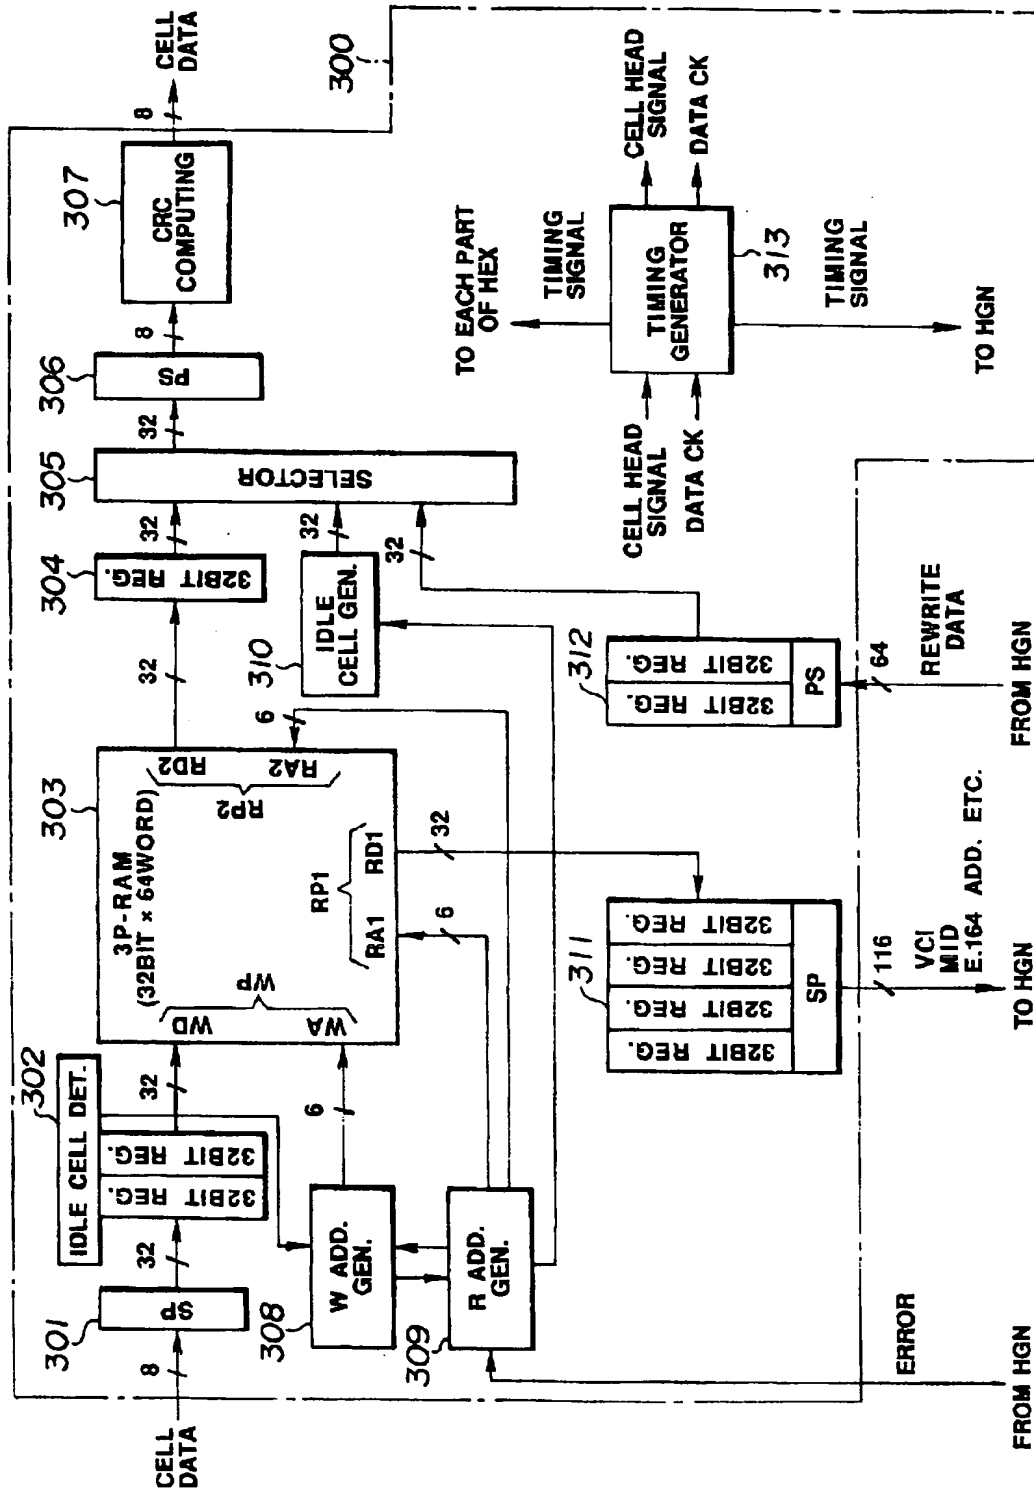 CELL
DATA
8
301
SP
32
302
IDLE CELL DET.
32BIT REG.
32BIT REG.
32
303
3P-RAM
(32BIT × 64WORD)
WD
WA
WP
RD2
RA2
RP2
RP1
RA1
RD1
32
304
32BIT REG.
32
305
SELECTOR
32
306
PS
8
307
CRC
COMPUTING
8
CELL
DATA
300
308
W ADD.
GEN.
6
309
R ADD.
GEN.
6
6
32
310
IDLE
CELL GEN.
32
32
311
32BIT REG.
32BIT REG.
32BIT REG.
32BIT REG.
SP
116
VCI
MID
E.164 ADD. ETC.
TO HGN
312
32BIT REG.
32BIT REG.
PS
64
REWRITE
DATA
FROM HGN
ERROR
FROM HGN
TO EACH PART
OF HEX
TIMING
SIGNAL
CELL HEAD
SIGNAL
DATA CK
TIMING
GENERATOR
313
CELL HEAD
SIGNAL
DATA CK
TIMING
SIGNAL
TO HGN